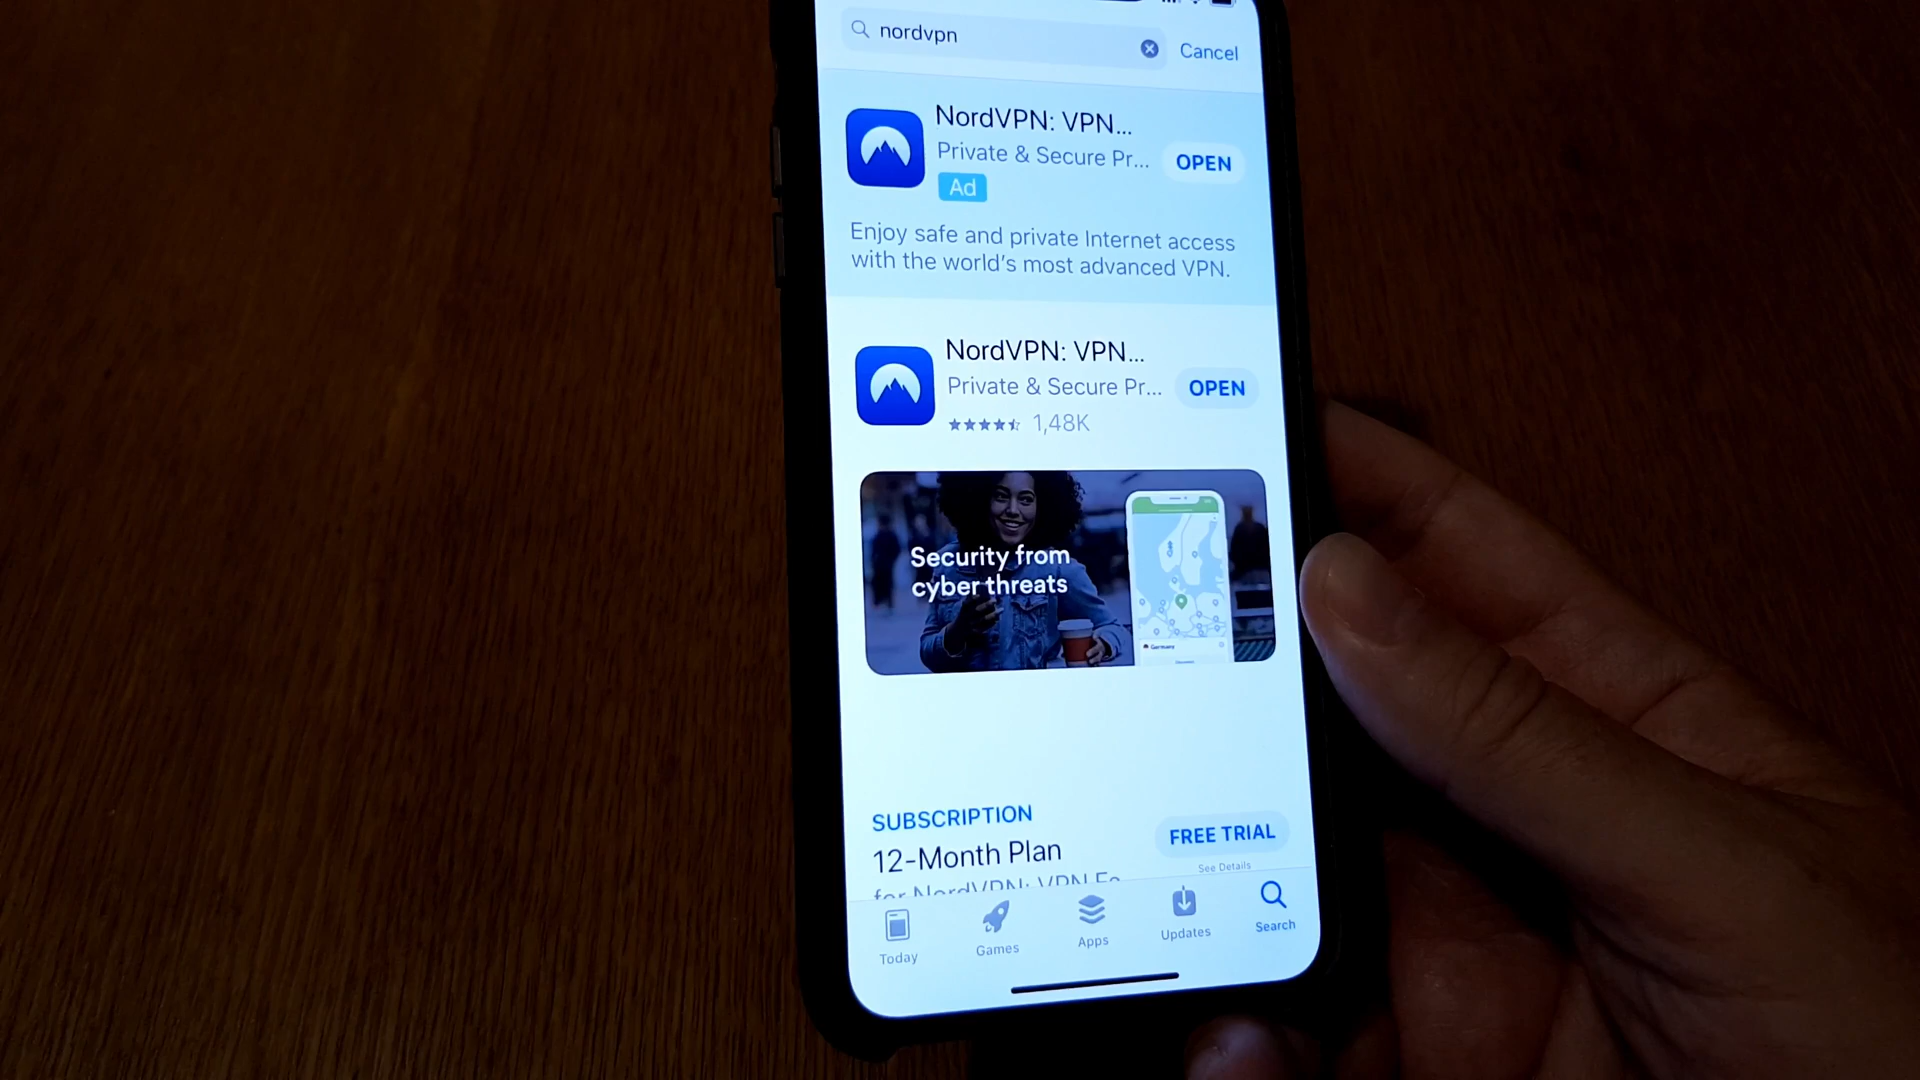 nordvpn
Cancel
NordVPN: VPN...
Private & Secure Pr...
OPEN
Ad
Enjoy safe and private Internet access
with the world's most advanced VPN.
NordVPN: VPN...
Private & Secure Pr...
OPEN
1,48K
Security from
cyber threats
Germany
SUBSCRIPTION
12-Month Plan
FREE TRIAL
See Details
for NordVPN: VPN Fa
Today
Games
Apps
Updates
Search